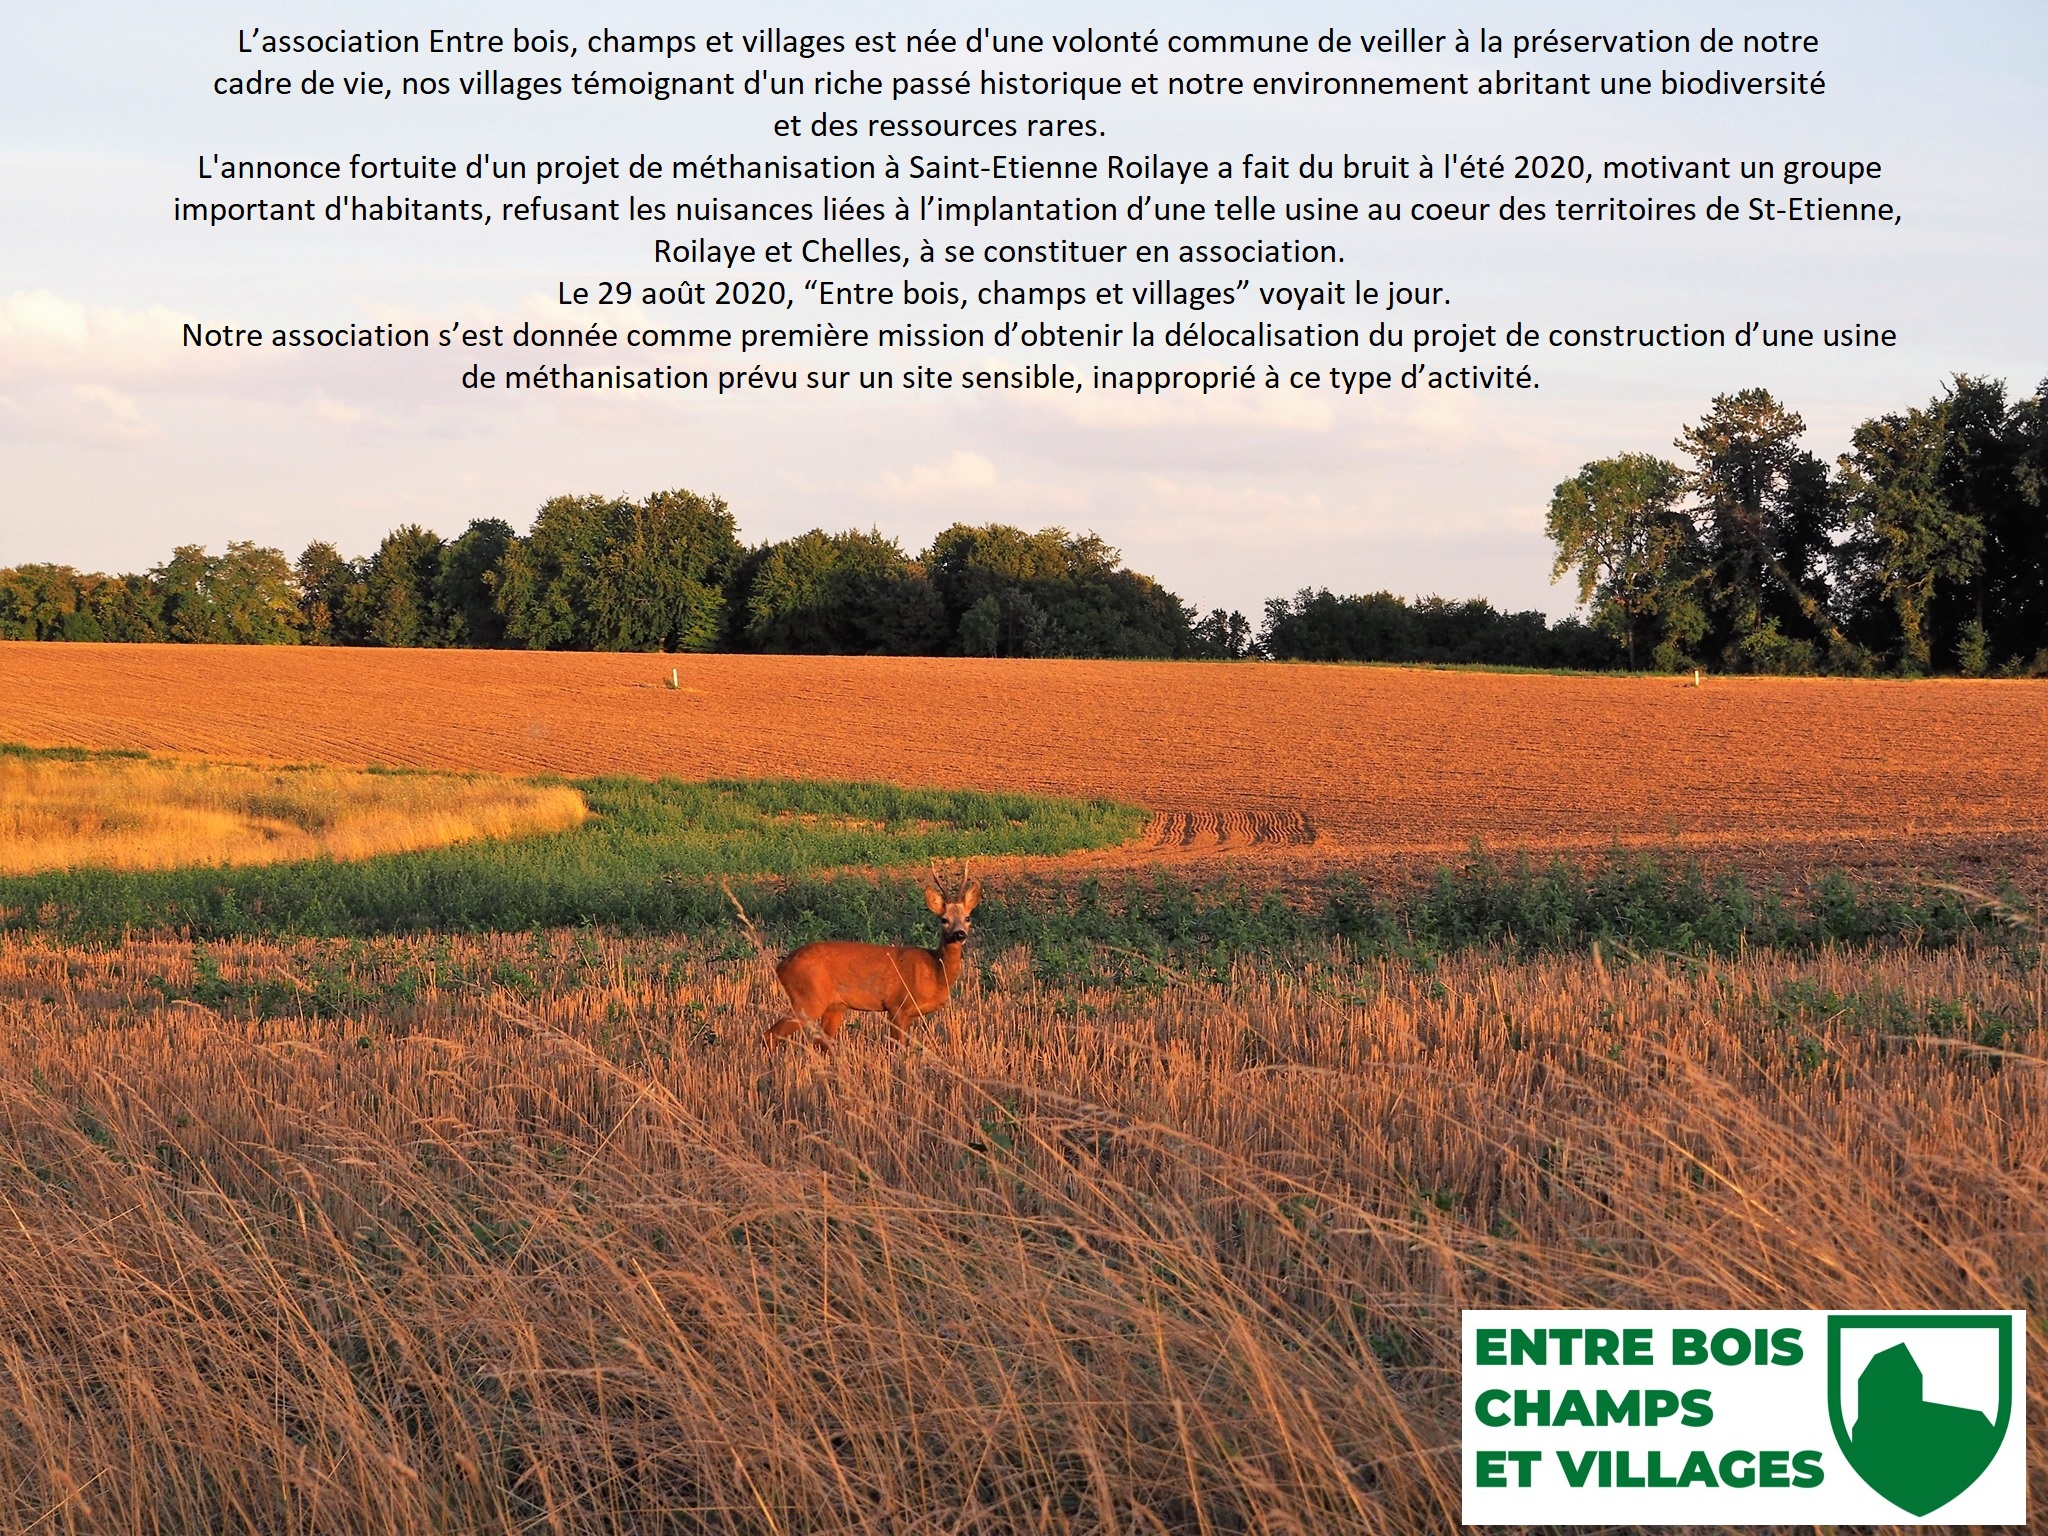 L’association Entre bois, champs et villages est née d'une volonté commune de veiller à la préservation de notre
cadre de vie, nos villages témoignant d'un riche passé historique et notre environnement abritant une biodiversité
et des ressources rares.
L'annonce fortuite d'un projet de méthanisation à Saint-Etienne Roilaye a fait du bruit à l'été 2020, motivant un groupe
important d'habitants, refusant les nuisances liées à l’implantation d’une telle usine au coeur des territoires de St-Etienne,
Roilaye et Chelles, à se constituer en association.
Le 29 août 2020, “Entre bois, champs et villages” voyait le jour.
Notre association s’est donnée comme première mission d’obtenir la délocalisation du projet de construction d’une usine
de méthanisation prévu sur un site sensible, inapproprié à ce type d’activité.
ENTRE BOIS
CHAMPS
ET VILLAGES